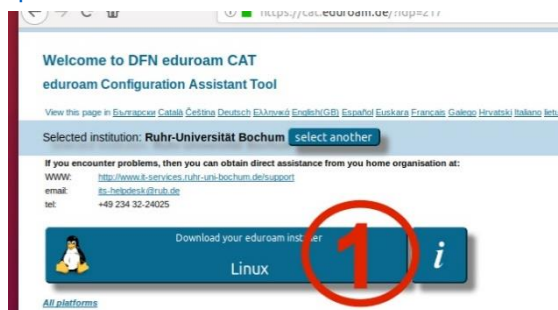 https://cat.eduroam.de/?idp=217
Welcome to DFN eduroam CAT
eduroam Configuration Assistant Tool
View this page in Български Català Čeština Deutsch Ελληνικά English(GB) Español Euskara Français Galego Hrvatski Italiano
Selected institution: Ruhr-Universität Bochum select another
If you encounter problems, then you can obtain direct assistance from you home organisation at:
WWW: http://www.it-services.ruhr-uni-bochum.de/support
email: its-helpdesk@rub.de
tel: +49 234 32-24025
Download your eduroam installer
Linux
1
i
All platforms